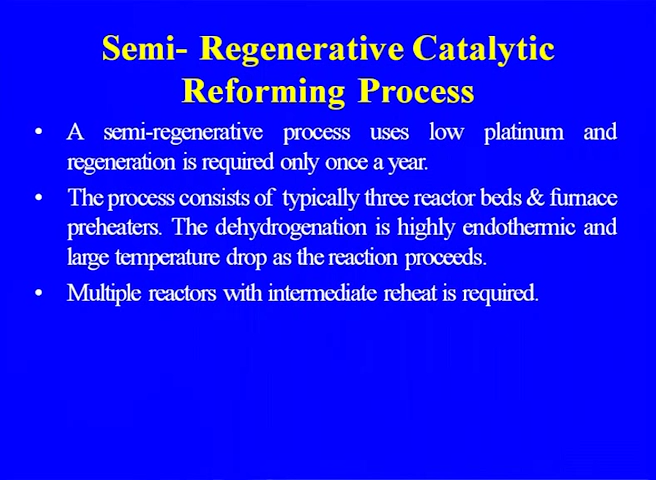 Semi- Regenerative Catalytic
Reforming Process
• A semi-regenerative process uses low platinum and
regeneration is required only once a year.
• The process consists of typically three reactor beds & furnace
preheaters. The dehydrogenation is highly endothermic and
large temperature drop as the reaction proceeds.
• Multiple reactors with intermediate reheat is required.